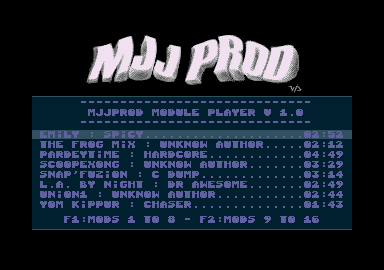 MJJ PROD
------------------------------
MJJPROD MODULE PLAYER V 1.0
------------------------------
EMILY : SPICY.....................02:52
THE FROG MIX : UNKNOW AUTHOR......02:12
PARDEYTIME : HARDCORE.............04:49
SCOOPEXONG : UNKNOW AUTHOR........03:29
SNAP'FUZION : C DUMP..............03:14
L.A. BY NIGHT : DR AWESOME........02:49
UNION1 : UNKNOW AUTHOR............02:44
YOM KIPPUR : CHASER...............01:43
F1:MODS 1 TO 8 - F2:MODS 9 TO 16